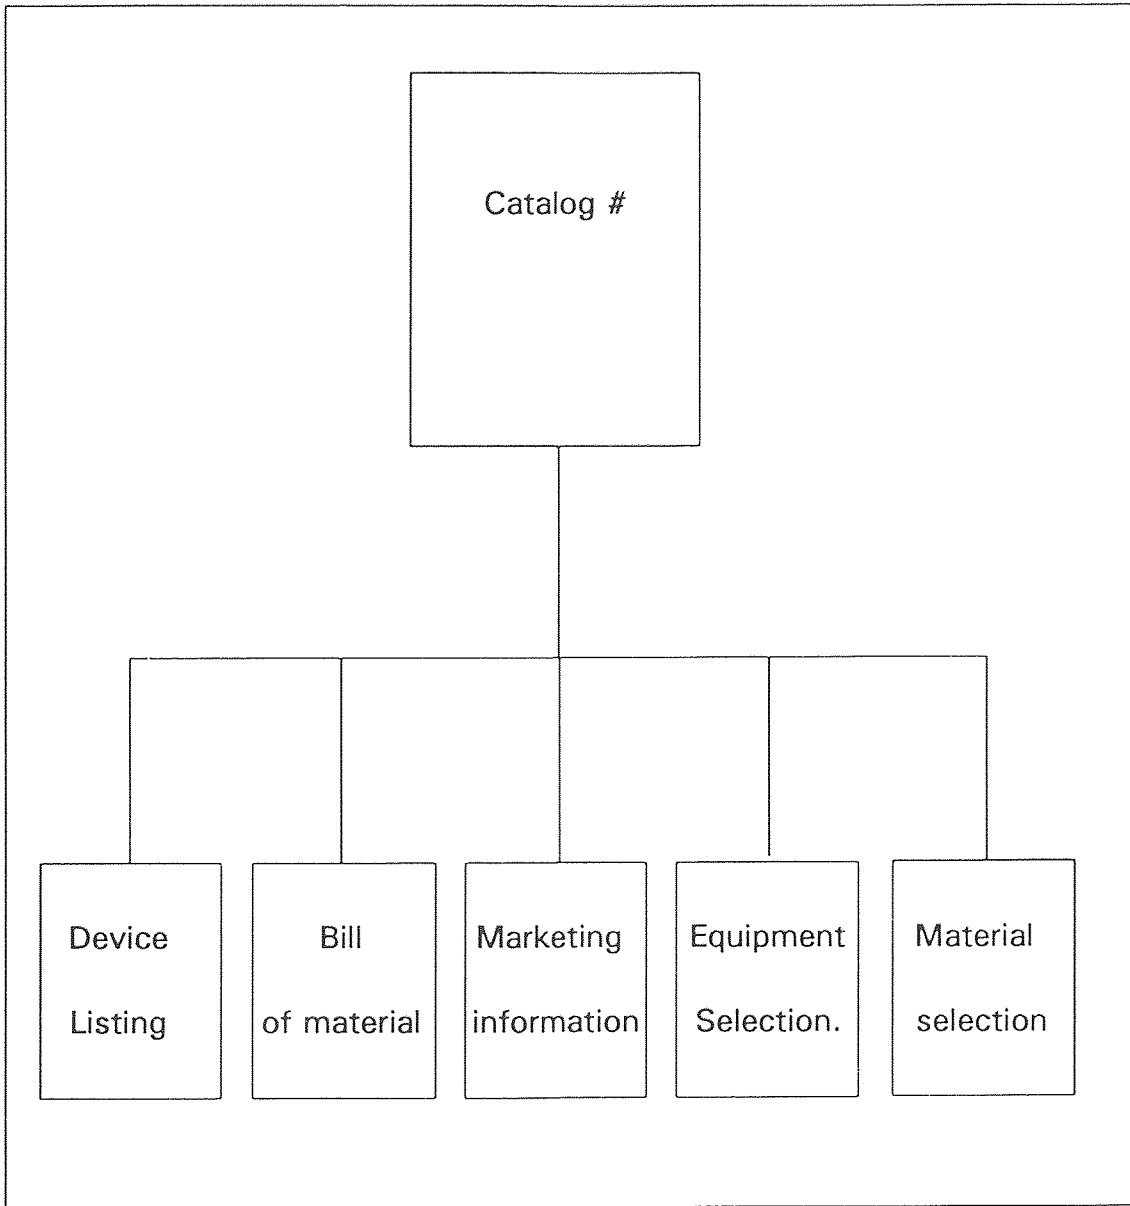 Catalog #
Device
Listing
Bill
of material
Marketing
information
Equipment
Selection.
Material
selection